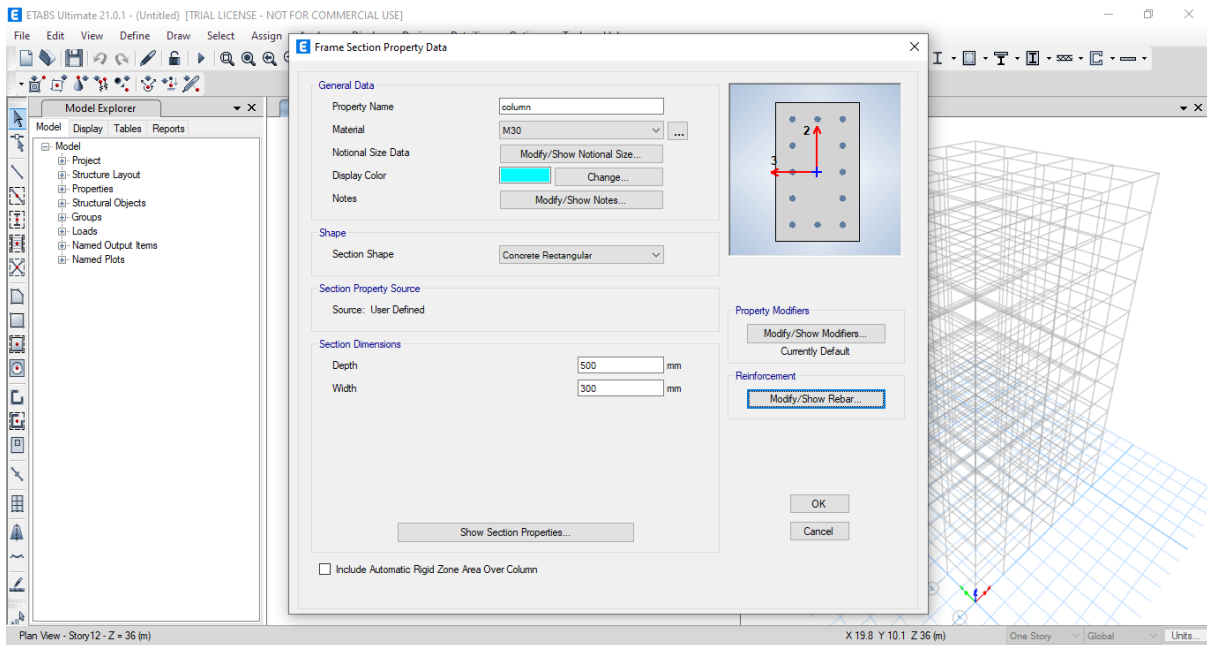 ETABS Ultimate 21.0.1 - (Untitled) [TRIAL LICENSE - NOT FOR COMMERCIAL USE]
File Edit View Define Draw Select Assign
Frame Section Property Data
Model Explorer
Model Display Tables Reports
Model
Project
Structure Layout
Properties
Structural Objects
Groups
Loads
Named Output Items
Named Plots
General Data
Property Name column
Material M30 ...
Notional Size Data Modify/Show Notional Size...
Display Color Change...
Notes Modify/Show Notes...
Shape
Section Shape Concrete Rectangular
Section Property Source
Source: User Defined
Section Dimensions
Depth 500 mm
Width 300 mm
Show Section Properties...
Include Automatic Rigid Zone Area Over Column
2
3
Property Modifiers
Modify/Show Modifiers...
Currently Default
Reinforcement
Modify/Show Rebar...
OK
Cancel
Plan View - Story12 - Z = 36 (m) X 19.8 Y 10.1 Z 36 (m) One Story Global Units...